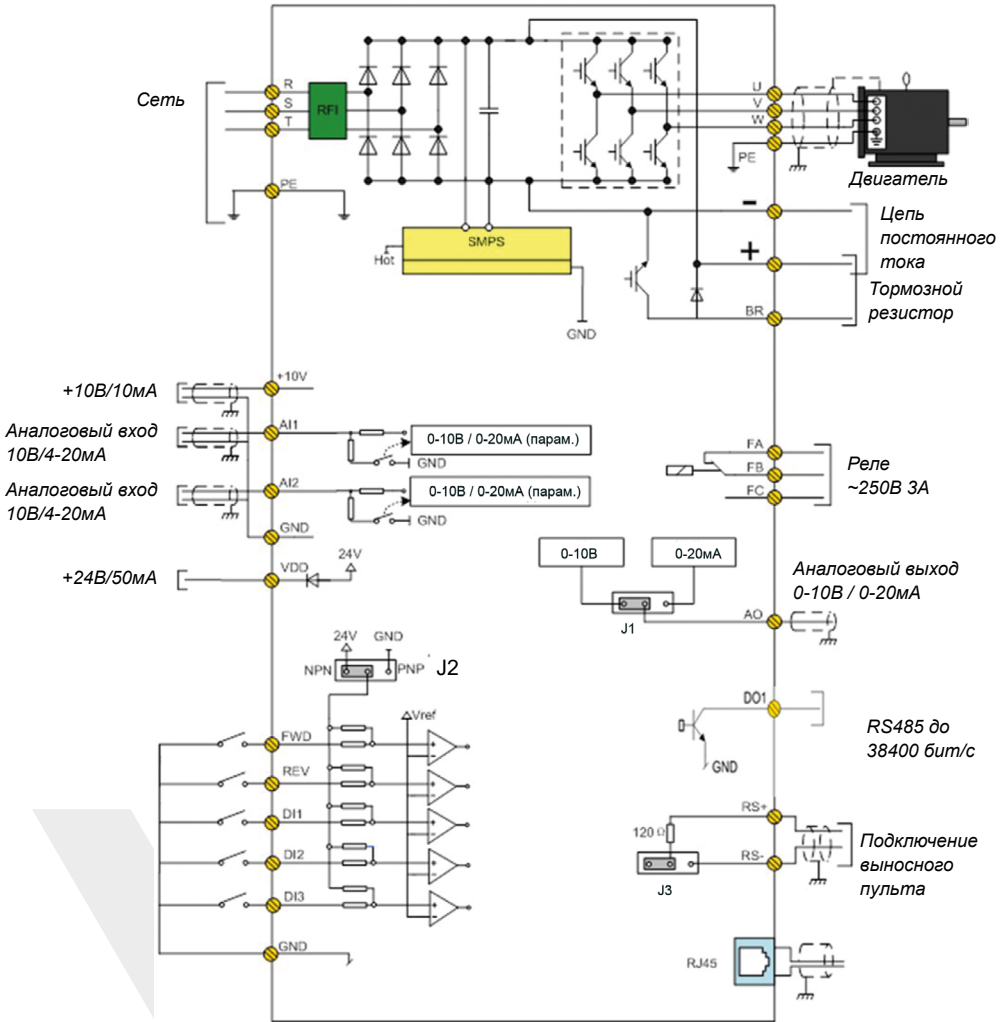 Сеть
R
S
T
RFI
PE
U
V
W
PE
Двигатель
-
+
BR
Цепь
постоянного
тока
Тормозной
резистор
SMPS
Hot
GND
+10В/10мА
+10V
Аналоговый вход
10В/4-20мА
AI1
0-10В / 0-20мА (парам.)
GND
Аналоговый вход
10В/4-20мА
AI2
0-10В / 0-20мА (парам.)
GND
GND
+24В/50мА
VDD
24V
FA
FB
FC
Реле
~250В 3А
0-10В
0-20мА
J1
AO
Аналоговый выход
0-10В / 0-20мА
24V
GND
NPN
PNP
J2
Vref
FWD
REV
DI1
DI2
DI3
GND
DO1
GND
RS485 до
38400 бит/с
RS+
120 Ω
RS-
J3
Подключение
выносного
пульта
RJ45